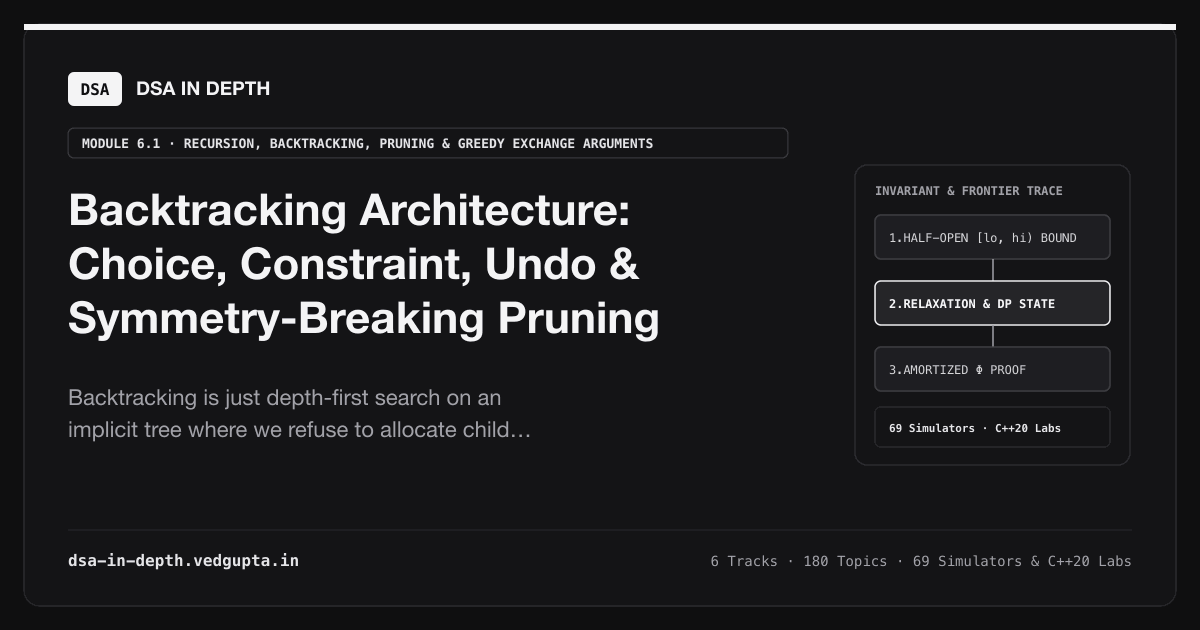 DSA DSA IN DEPTH
MODULE 6.1 · RECURSION, BACKTRACKING, PRUNING & GREEDY EXCHANGE ARGUMENTS
Backtracking Architecture:
Choice, Constraint, Undo &
Symmetry-Breaking Pruning
Backtracking is just depth-first search on an
implicit tree where we refuse to allocate child...
INVARIANT & FRONTIER TRACE
1.HALF-OPEN [lo, hi) BOUND
2.RELAXATION & DP STATE
3.AMORTIZED Φ PROOF
69 Simulators · C++20 Labs
dsa-in-depth.vedgupta.in
6 Tracks · 180 Topics · 69 Simulators & C++20 Labs